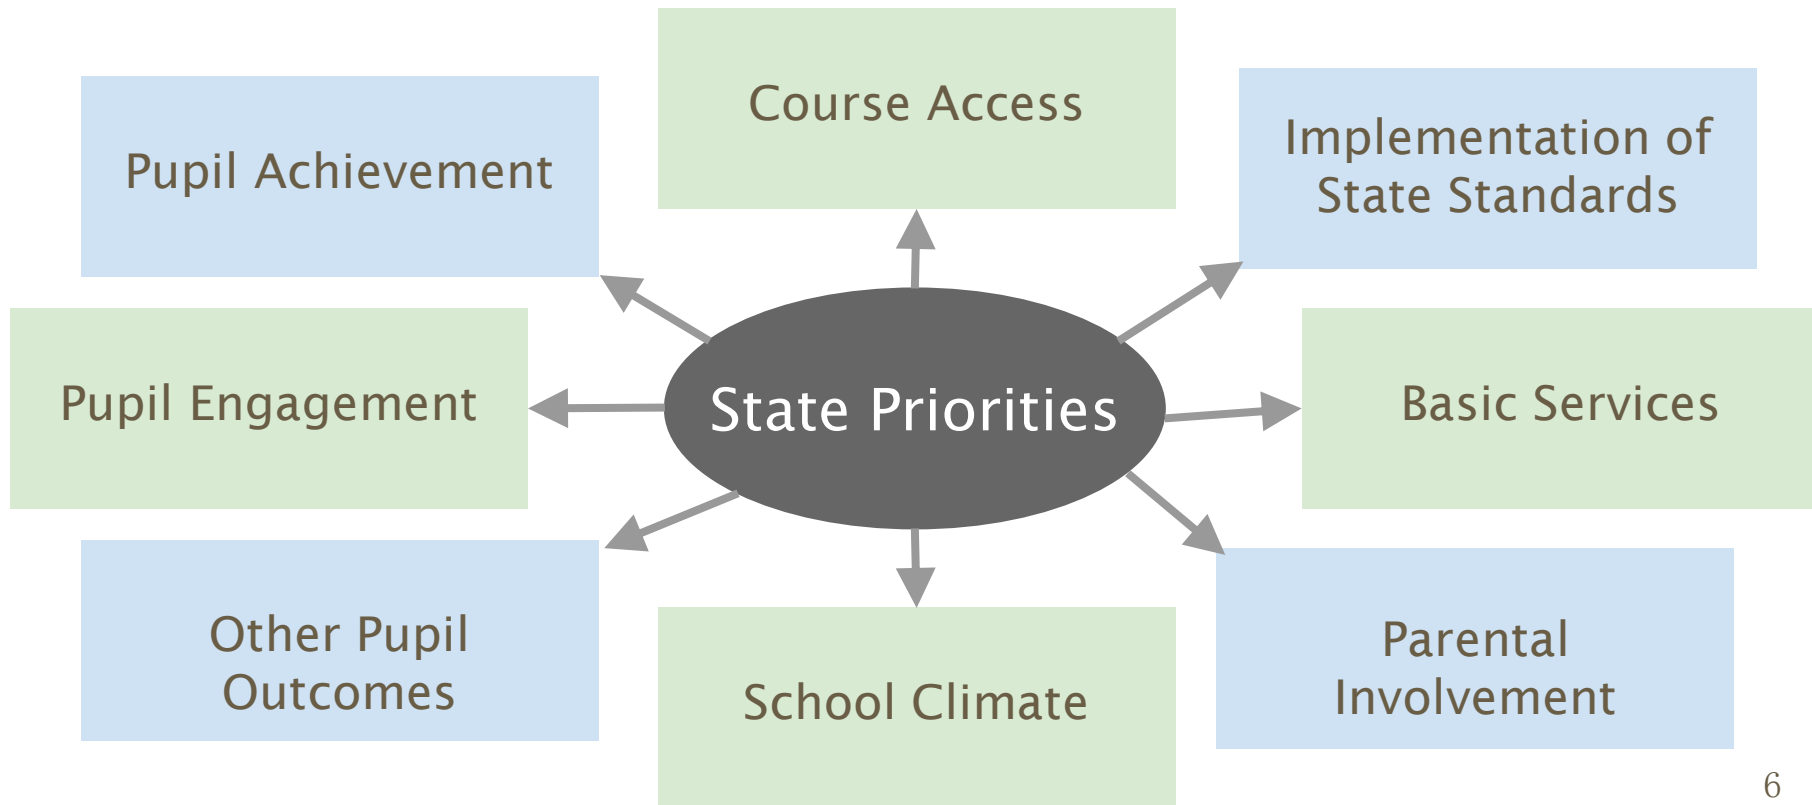 Course Access
Pupil Achievement
Implementation of
State Standards
Pupil Engagement
State Priorities
Basic Services
Other Pupil
Outcomes
School Climate
Parental
Involvement
6